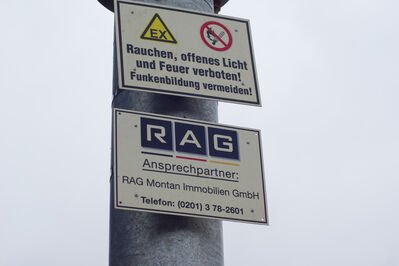 EX
Rauchen, offenes Licht
und Feuer verboten!
Funkenbildung vermeiden!
RAG
Ansprechpartner:
RAG Montan Immobilien GmbH
Telefon: (0201) 3 78-2601